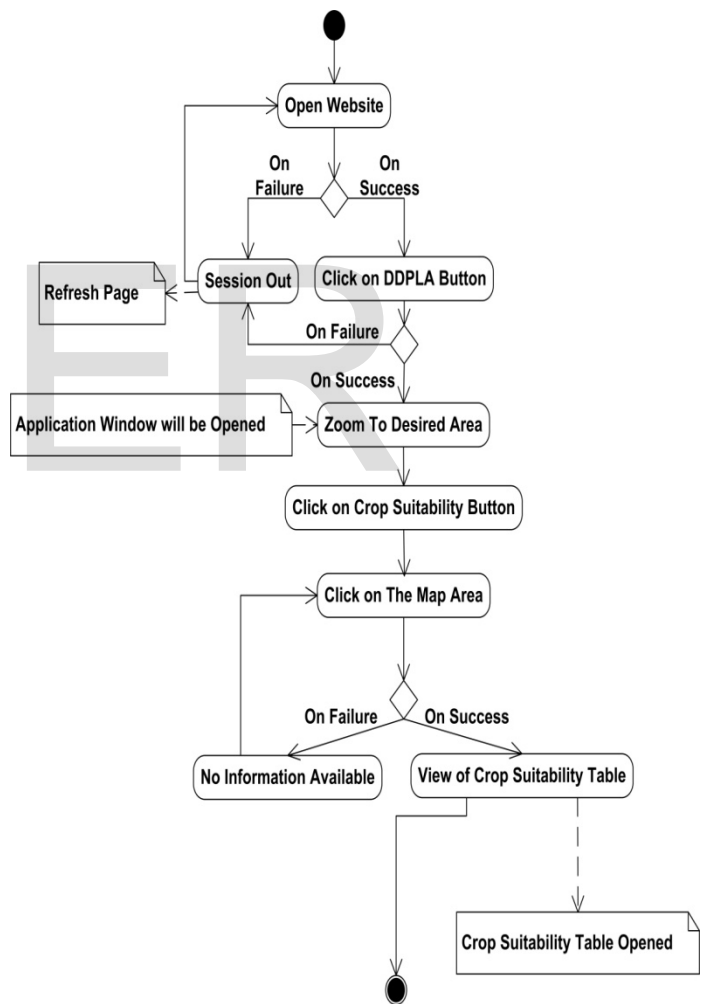 Open Website
On
Failure
On
Success
Session Out
Click on DDPLA Button
Refresh Page
On Failure
On Success
Application Window will be Opened
Zoom To Desired Area
Click on Crop Suitability Button
Click on The Map Area
On Failure
On Success
No Information Available
View of Crop Suitability Table
Crop Suitability Table Opened
ER